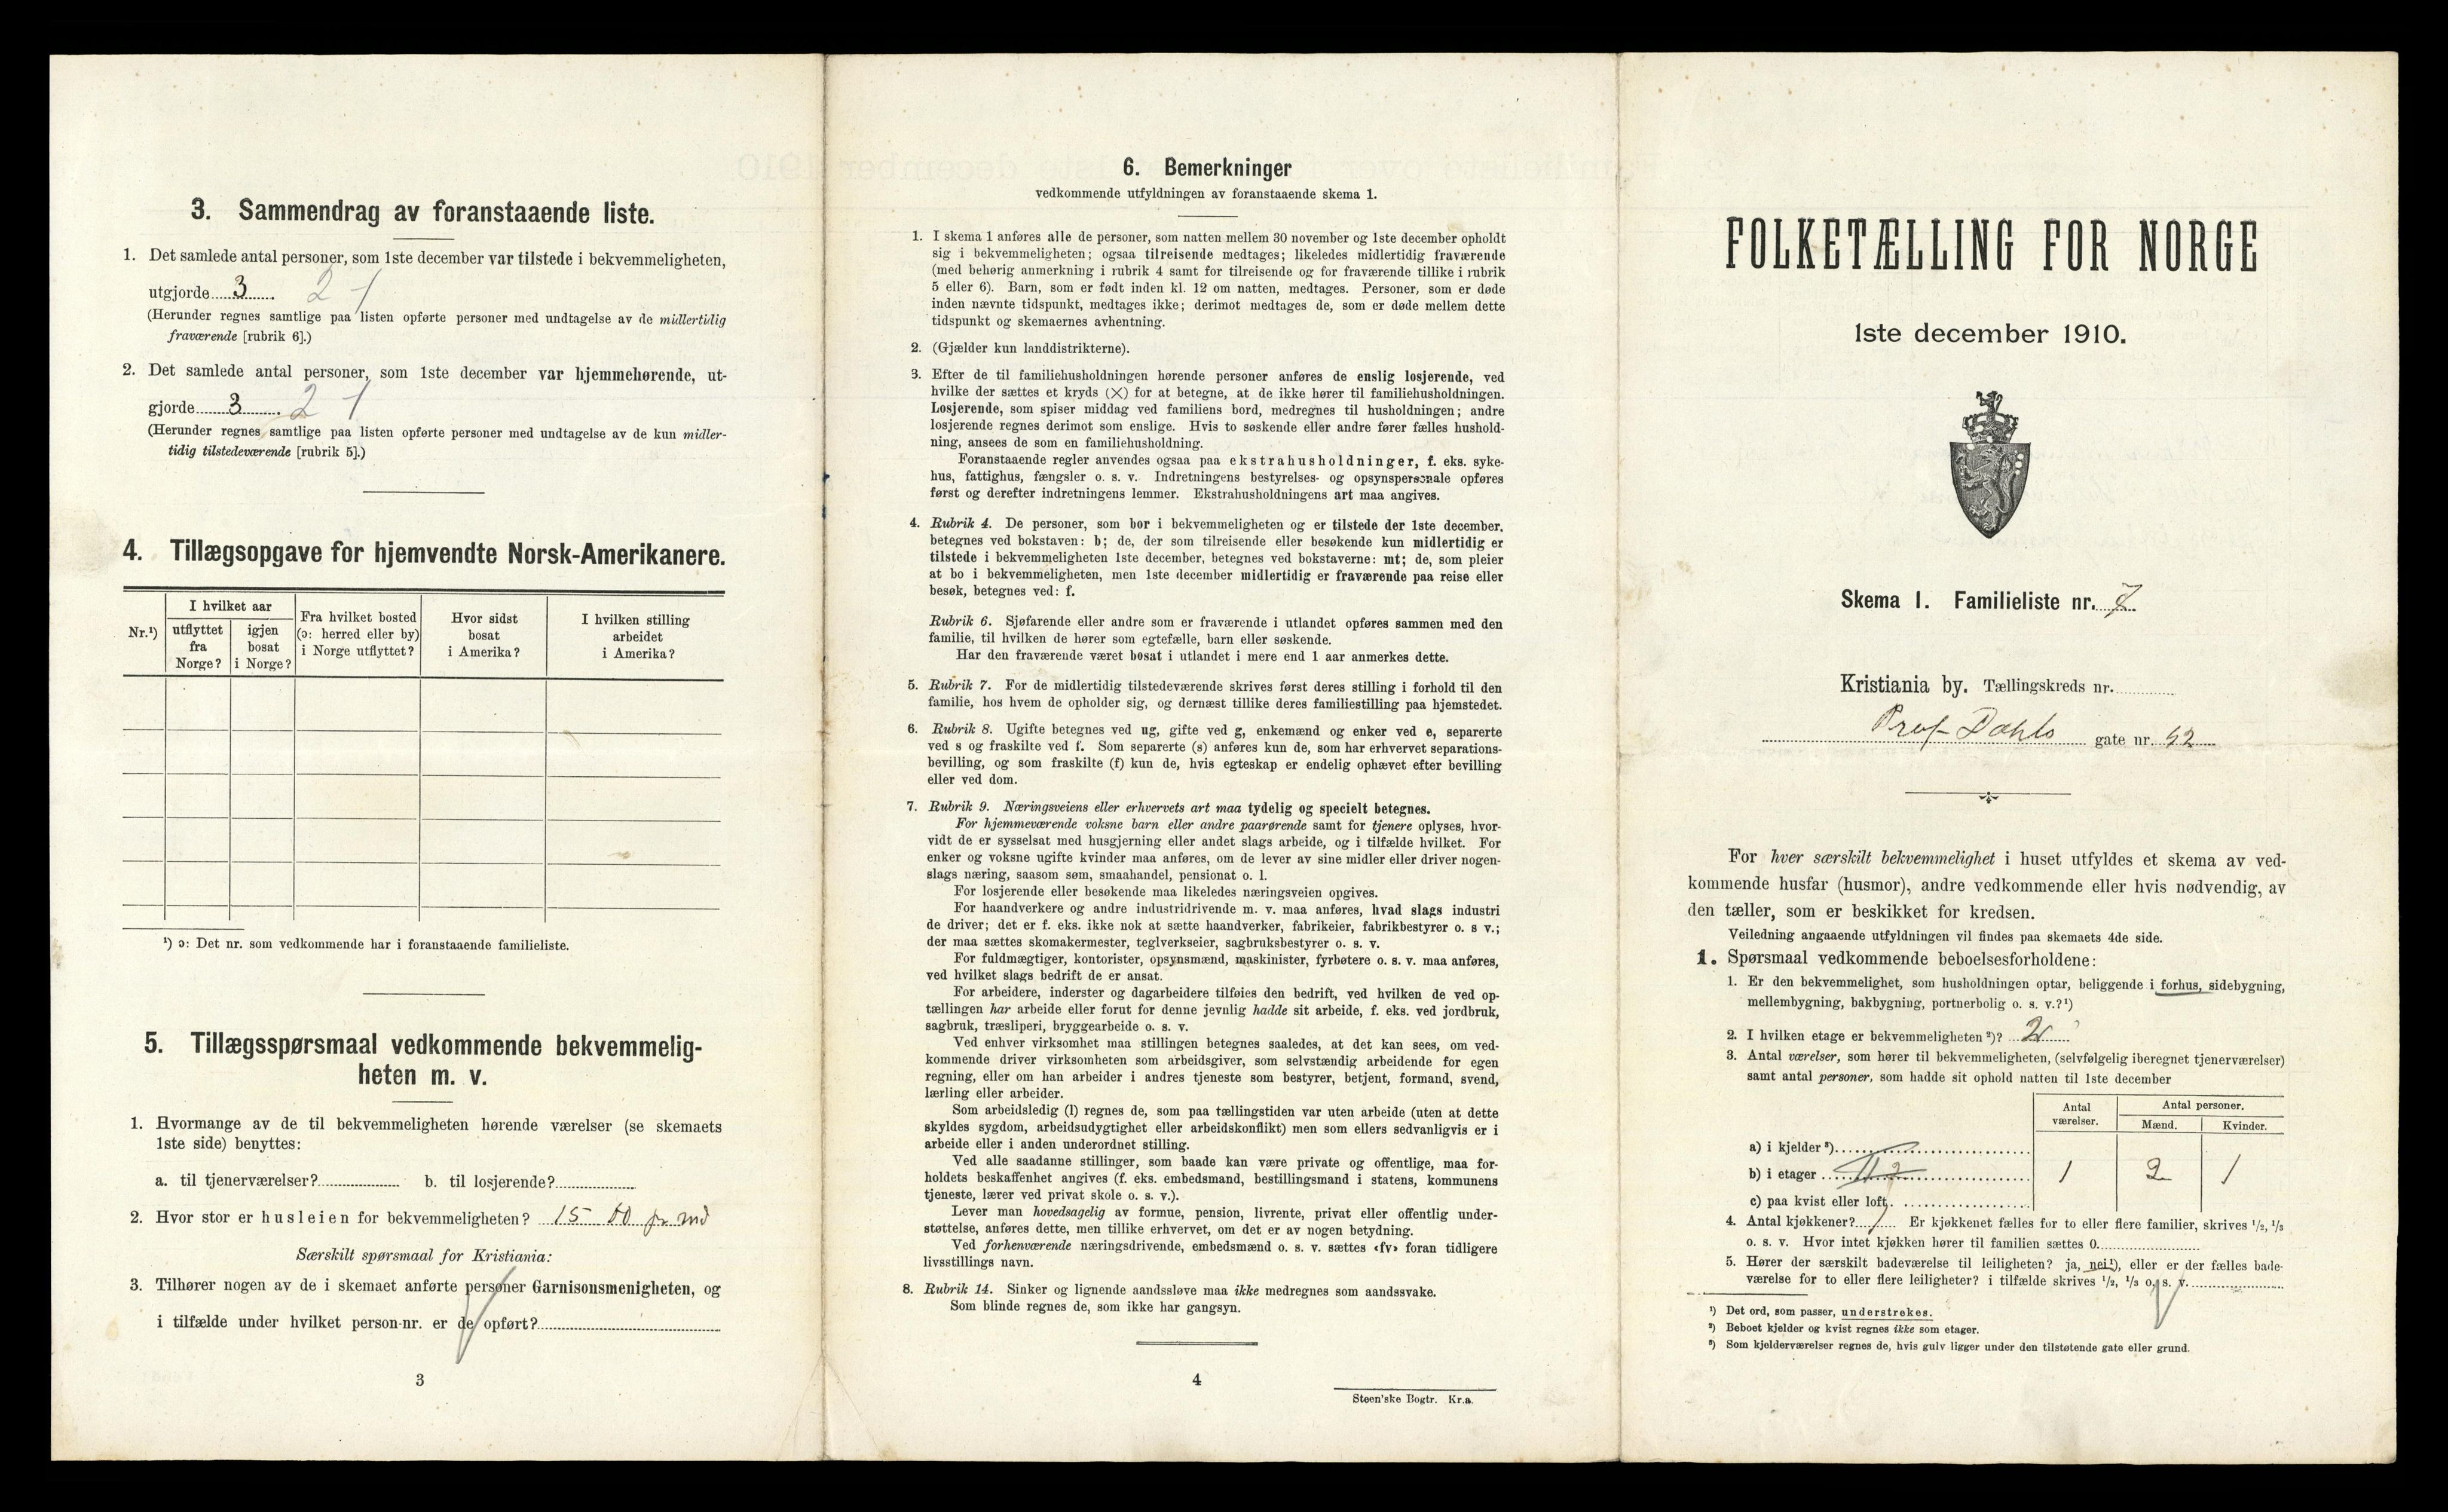 3. Sammendrag av foranstaaende liste.
1. Det samlede antal personer, som 1ste december var tilstede i bekvemmeligheten,
utgjorde 3 2 1
(Herunder regnes samtlige paa listen opførte personer med undtagelse av de midlertidig
fraværende [rubrik 6].)
2. Det samlede antal personer, som 1ste december var hjemmehørende, ut-
gjorde 3 2 1
(Herunder regnes samtlige paa listen opførte personer med undtagelse av de kun midler-
tidig tilstedeværende [rubrik 5].)
4. Tillægsopgave for hjemvendte Norsk-Amerikanere.
Nr.¹)
I hvilket aar
utflyttet
fra
Norge?
igjen
bosat
i Norge?
Fra hvilket bosted
(ɔ: herred eller by)
i Norge utflyttet?
Hvor sidst
bosat
i Amerika?
I hvilken stilling
arbeidet
i Amerika?
¹) ɔ: Det nr. som vedkommende har i foranstaaende familieliste.
5. Tillægsspørsmaal vedkommende bekvemmelig-
heten m. v.
1. Hvormange av de til bekvemmeligheten hørende værelser (se skemaets
1ste side) benyttes:
a. til tjenerværelser? b. til losjerende?
2. Hvor stor er husleien for bekvemmeligheten? 15 00 pr md
Særskilt spørsmaal for Kristiania:
3. Tilhører nogen av de i skemaet anførte personer Garnisonsmenigheten, og
i tilfælde under hvilket person-nr. er de opført?
3
6. Bemerkninger
vedkommende utfyldningen av foranstaaende skema 1.
1. I skema 1 anføres alle de personer, som natten mellem 30 november og 1ste december opholdt
sig i bekvemmeligheten; ogsaa tilreisende medtages; likeledes midlertidig fraværende
(med behørig anmerkning i rubrik 4 samt for tilreisende og for fraværende tillike i rubrik
5 eller 6). Barn, som er født inden kl. 12 om natten, medtages. Personer, som er døde
inden nævnte tidspunkt, medtages ikke; derimot medtages de, som er døde mellem dette
tidspunkt og skemaernes avhentning.
2. (Gjælder kun landdistrikterne).
3. Efter de til familiehusholdningen hørende personer anføres de enslig losjerende, ved
hvilke der sættes et kryds (×) for at betegne, at de ikke hører til familiehusholdningen.
Losjerende, som spiser middag ved familiens bord, medregnes til husholdningen; andre
losjerende regnes derimot som enslige. Hvis to søskende eller andre fører fælles hushold-
ning, ansees de som en familiehusholdning.
Foranstaaende regler anvendes ogsaa paa ekstrahusholdninger, f. eks. syke-
hus, fattighus, fængsler o. s. v. Indretningens bestyrelses- og opsynspersonale opføres
først og derefter indretningens lemmer. Ekstrahusholdningens art maa angives.
4. Rubrik 4. De personer, som bor i bekvemmeligheten og er tilstede der 1ste december,
betegnes ved bokstaven: b; de, der som tilreisende eller besøkende kun midlertidig er
tilstede i bekvemmeligheten 1ste december, betegnes ved bokstaverne: mt; de, som pleier
at bo i bekvemmeligheten, men 1ste december midlertidig er fraværende paa reise eller
besøk, betegnes ved: f.
Rubrik 6. Sjøfarende eller andre som er fraværende i utlandet opføres sammen med den
familie, til hvilken de hører som egtefælle, barn eller søskende.
Har den fraværende været bosat i utlandet i mere end 1 aar anmerkes dette.
5. Rubrik 7. For de midlertidig tilstedeværende skrives først deres stilling i forhold til den
familie, hos hvem de opholder sig, og dernæst tillike deres familiestilling paa hjemstedet.
6. Rubrik 8. Ugifte betegnes ved ug, gifte ved g, enkemænd og enker ved e, separerte
ved s og fraskilte ved f. Som separerte (s) anføres kun de, som har erhvervet separations-
bevilling, og som fraskilte (f) kun de, hvis egteskap er endelig ophævet efter bevilling
eller ved dom.
7. Rubrik 9. Næringsveiens eller erhvervets art maa tydelig og specielt betegnes.
For hjemmeværende voksne barn eller andre paarørende samt for tjenere oplyses, hvor-
vidt de er sysselsat med husgjerning eller andet slags arbeide, og i tilfælde hvilket. For
enker og voksne ugifte kvinder maa anføres, om de lever av sine midler eller driver nogen-
slags næring, saasom søm, smaahandel, pensionat o. l.
For losjerende eller besøkende maa likeledes næringsveien opgives.
For haandverkere og andre industridrivende m. v. maa anføres, hvad slags industri
de driver; det er f. eks. ikke nok at sætte haandverker, fabrikeier, fabrikbestyrer o. s v.;
der maa sættes skomakermester, teglverkseier, sagbruksbestyrer o. s. v.
For fuldmægtiger, kontorister, opsynsmænd, maskinister, fyrbøtere o. s. v. maa anføres,
ved hvilket slags bedrift de er ansat.
For arbeidere, inderster og dagarbeidere tilføies den bedrift, ved hvilken de ved op-
tællingen har arbeide eller forut for denne jevnlig hadde sit arbeide, f. eks. ved jordbruk,
sagbruk, træsliperi, bryggearbeide o. s. v.
Ved enhver virksomhet maa stillingen betegnes saaledes, at det kan sees, om ved-
kommende driver virksomheten som arbeidsgiver, som selvstændig arbeidende for egen
regning, eller om han arbeider i andres tjeneste som bestyrer, betjent, formand, svend,
lærling eller arbeider.
Som arbeidsledig (l) regnes de, som paa tællingstiden var uten arbeide (uten at dette
skyldes sygdom, arbeidsudygtighet eller arbeidskonflikt) men som ellers sedvanligvis er i
arbeide eller i anden underordnet stilling.
Ved alle saadanne stillinger, som baade kan være private og offentlige, maa for-
holdets beskaffenhet angives (f. eks. embedsmand, bestillingsmand i statens, kommunens
tjeneste, lærer ved privat skole o. s. v.).
Lever man hovedsagelig av formue, pension, livrente, privat eller offentlig under-
støttelse, anføres dette, men tillike erhvervet, om det er av nogen betydning.
Ved forhenværende næringsdrivende, embedsmænd o. s. v. sættes «fv» foran tidligere
livsstillings navn.
8. Rubrik 14. Sinker og lignende aandssløve maa ikke medregnes som aandssvake.
Som blinde regnes de, som ikke har gangsyn.
4
Steen'ske Bogtr. Kr.a.
FOLKETÆLLING FOR NORGE
1ste december 1910.
Skema I. Familieliste nr.
Kristiania by. Tællingskreds nr.
Prof Dahls gate nr. 52
For hver særskilt bekvemmelighet i huset utfyldes et skema av ved-
kommende husfar (husmor), andre vedkommende eller hvis nødvendig, av
den tæller, som er beskikket for kredsen.
Veiledning angaaende utfyldningen vil findes paa skemaets 4de side.
1. Spørsmaal vedkommende beboelsesforholdene:
1. Er den bekvemmelighet, som husholdningen optar, beliggende i forhus, sidebygning,
mellembygning, bakbygning, portnerbolig o. s. v.?¹)
2. I hvilken etage er bekvemmeligheten²)? 2
3. Antal værelser, som hører til bekvemmeligheten, (selvfølgelig iberegnet tjenerværelser)
samt antal personer, som hadde sit ophold natten til 1ste december
Antal
værelser.
Antal personer.
Mænd. Kvinder.
a) i kjelder³)
b) i etager 1 2 1
c) paa kvist eller loft
4. Antal kjøkkener? 1 Er kjøkkenet fælles for to eller flere familier, skrives ¹/₂, ¹/₃
o. s. v. Hvor intet kjøkken hører til familien sættes 0.
5. Hører der særskilt badeværelse til leiligheten? ja, nei¹), eller er der fælles bade-
værelse for to eller flere leiligheter? i tilfælde skrives ¹/₂, ¹/₃ o. s. v.
¹) Det ord, som passer, understrekes.
²) Beboet kjelder og kvist regnes ikke som etager.
³) Som kjelderværelser regnes de, hvis gulv ligger under den tilstøtende gate eller grund.